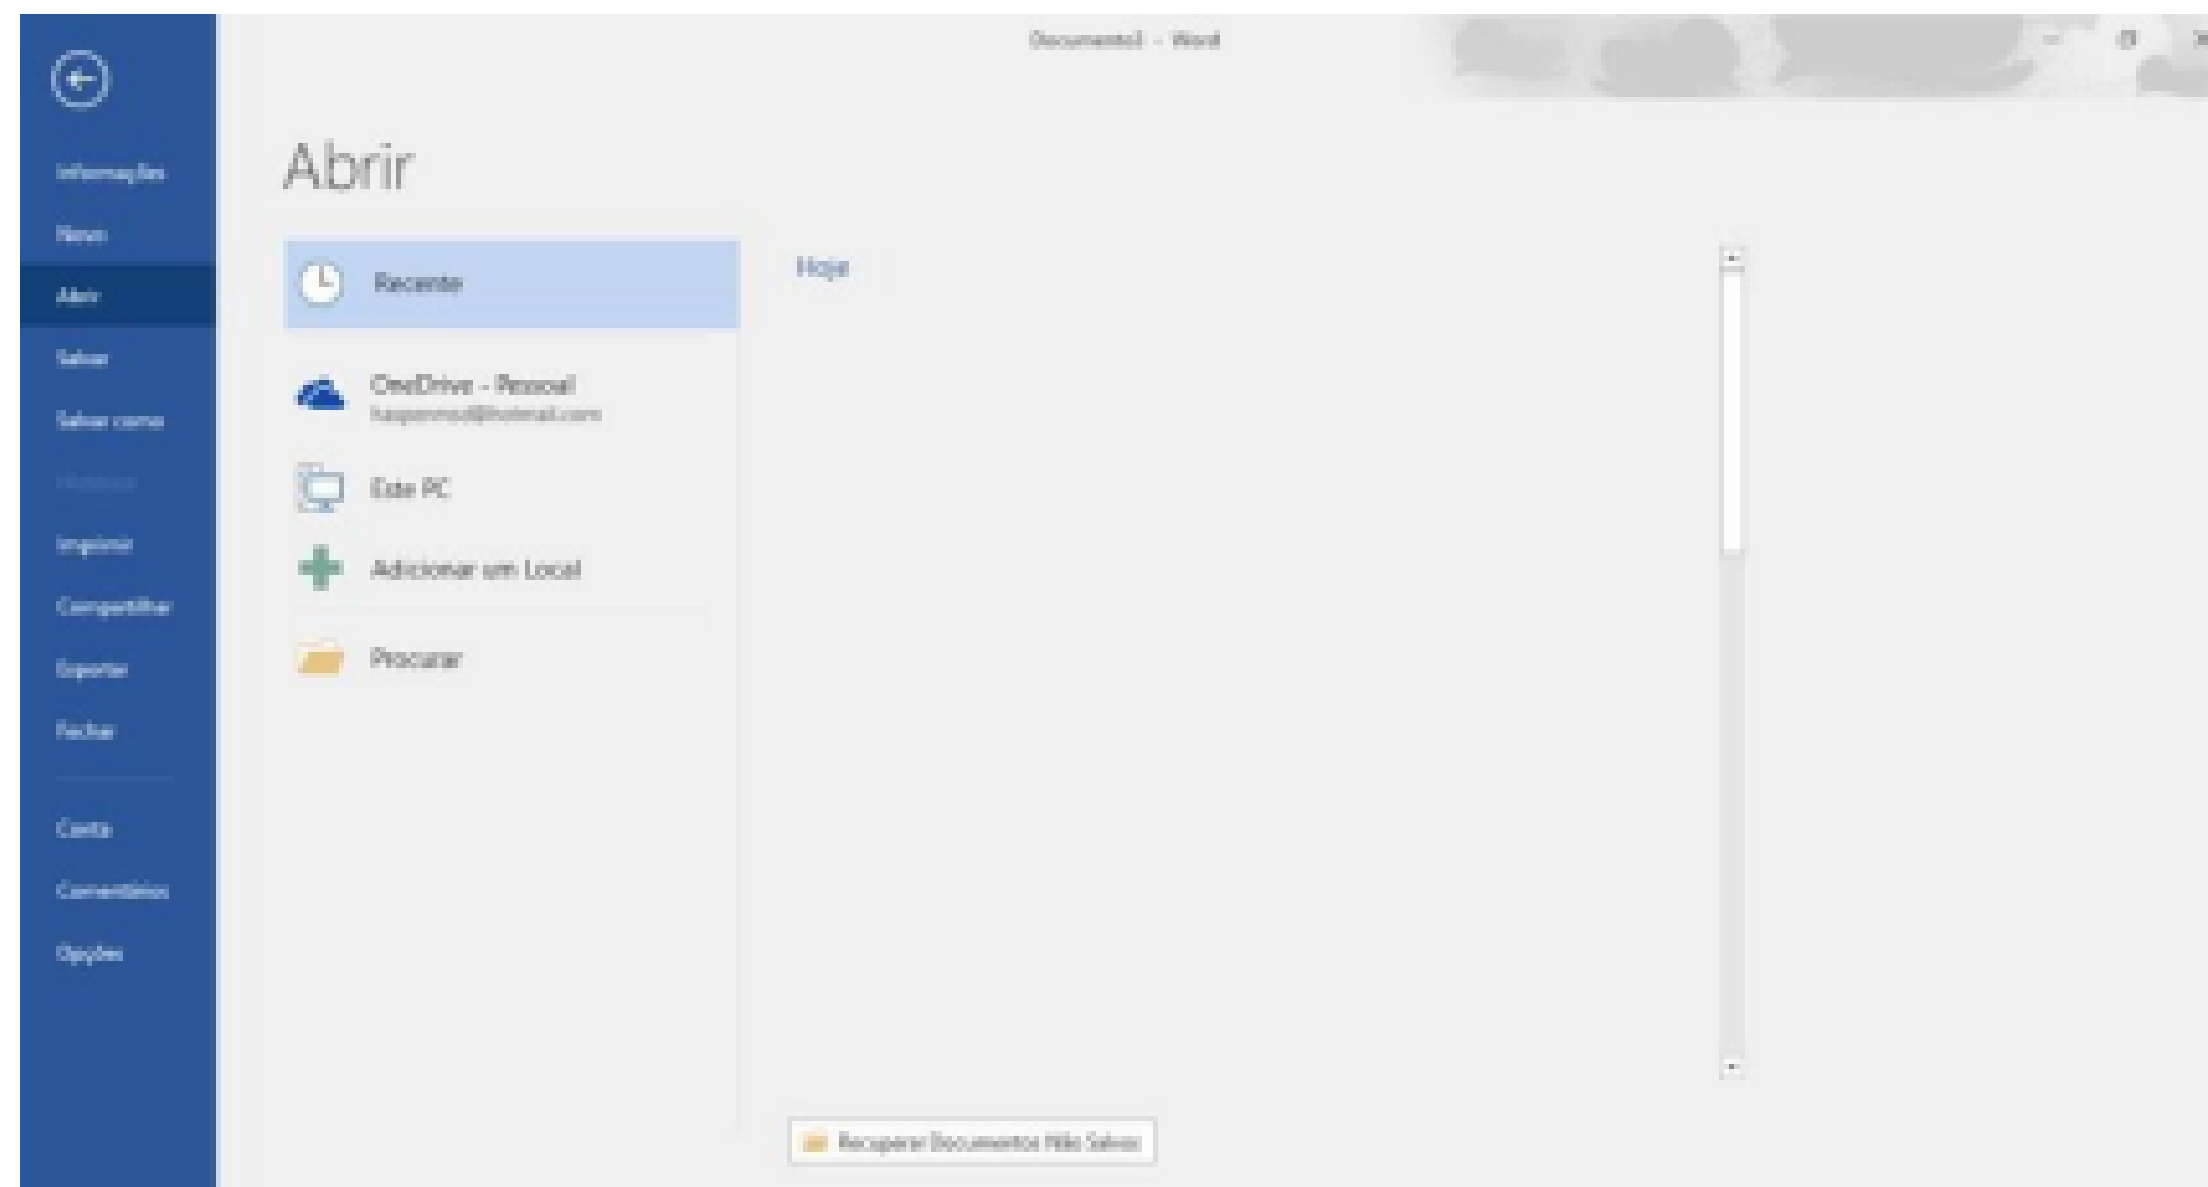 Documento1 - Word
Informações
Novo
Abrir
Salvar
Salvar como
Imprimir
Compartilhar
Exportar
Fechar
Conta
Comentários
Opções
Abrir
Recente
OneDrive - Pessoal
Este PC
Adicionar um Local
Procurar
Hoje
Recuperar Documentos Não Salvos